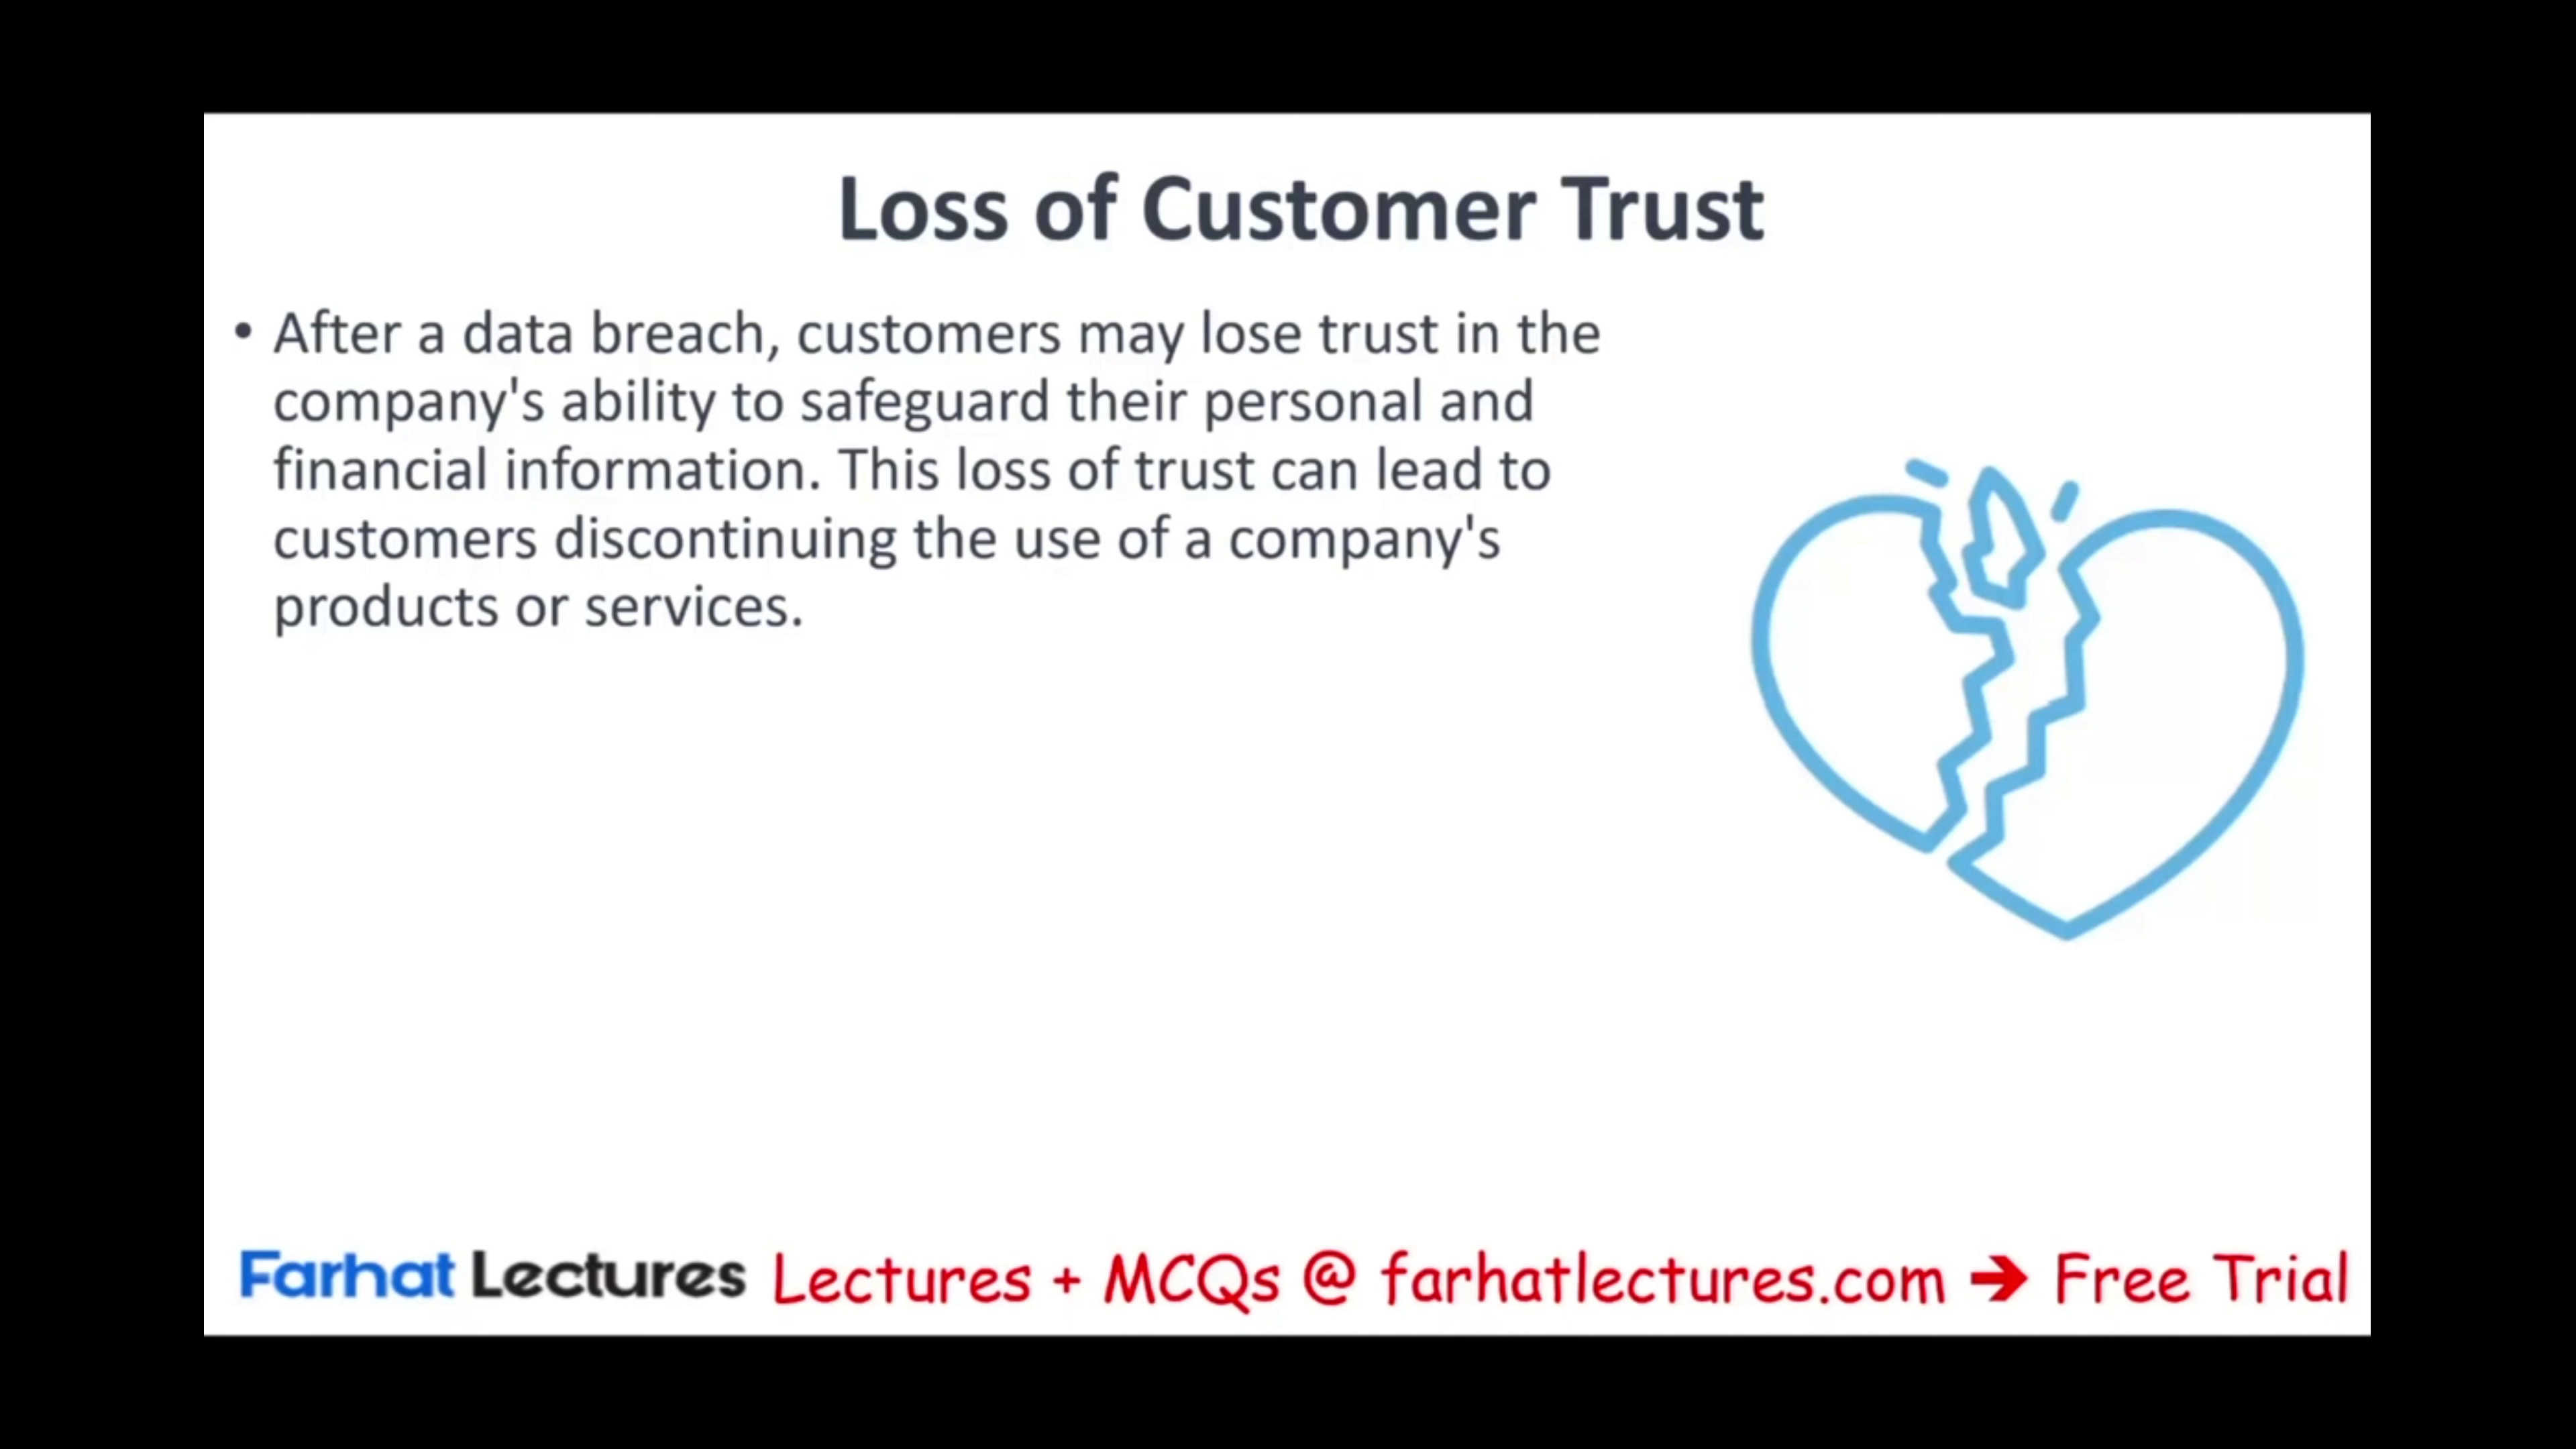 Loss of Customer Trust
• After a data breach, customers may lose trust in the
company's ability to safeguard their personal and
financial information. This loss of trust can lead to
customers discontinuing the use of a company's
products or services.
Farhat Lectures Lectures + MCQs @ farhatlectures.com ➔ Free Trial